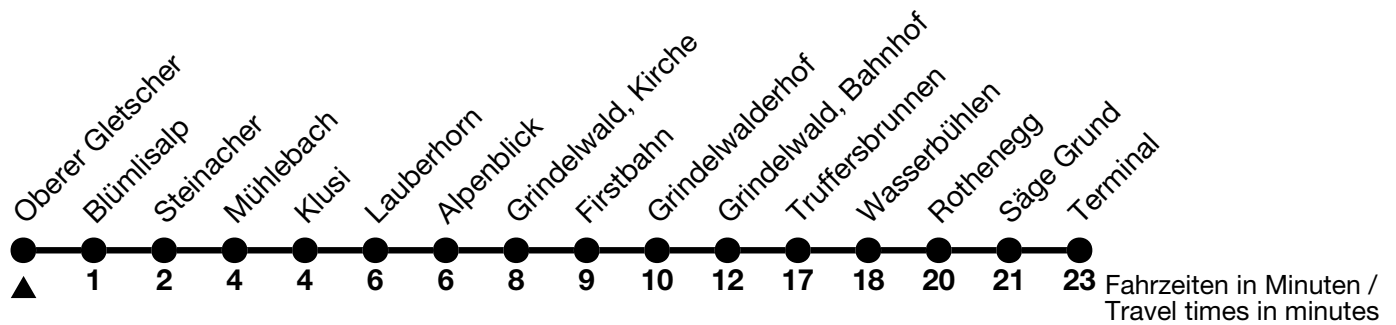 Oberer Gletscher
Blümlisalp
Steinacher
Mühlebach
Klusi
Lauberhorn
Alpenblick
Grindelwald, Kirche
Firstbahn
Grindelwalderhof
Grindelwald, Bahnhof
Truffersbrunnen
Wasserbühlen
Rothenegg
Säge Grund
Terminal
1 2 4 4 6 6 8 9 10 12 17 18 20 21 23
Fahrzeiten in Minuten /
Travel times in minutes